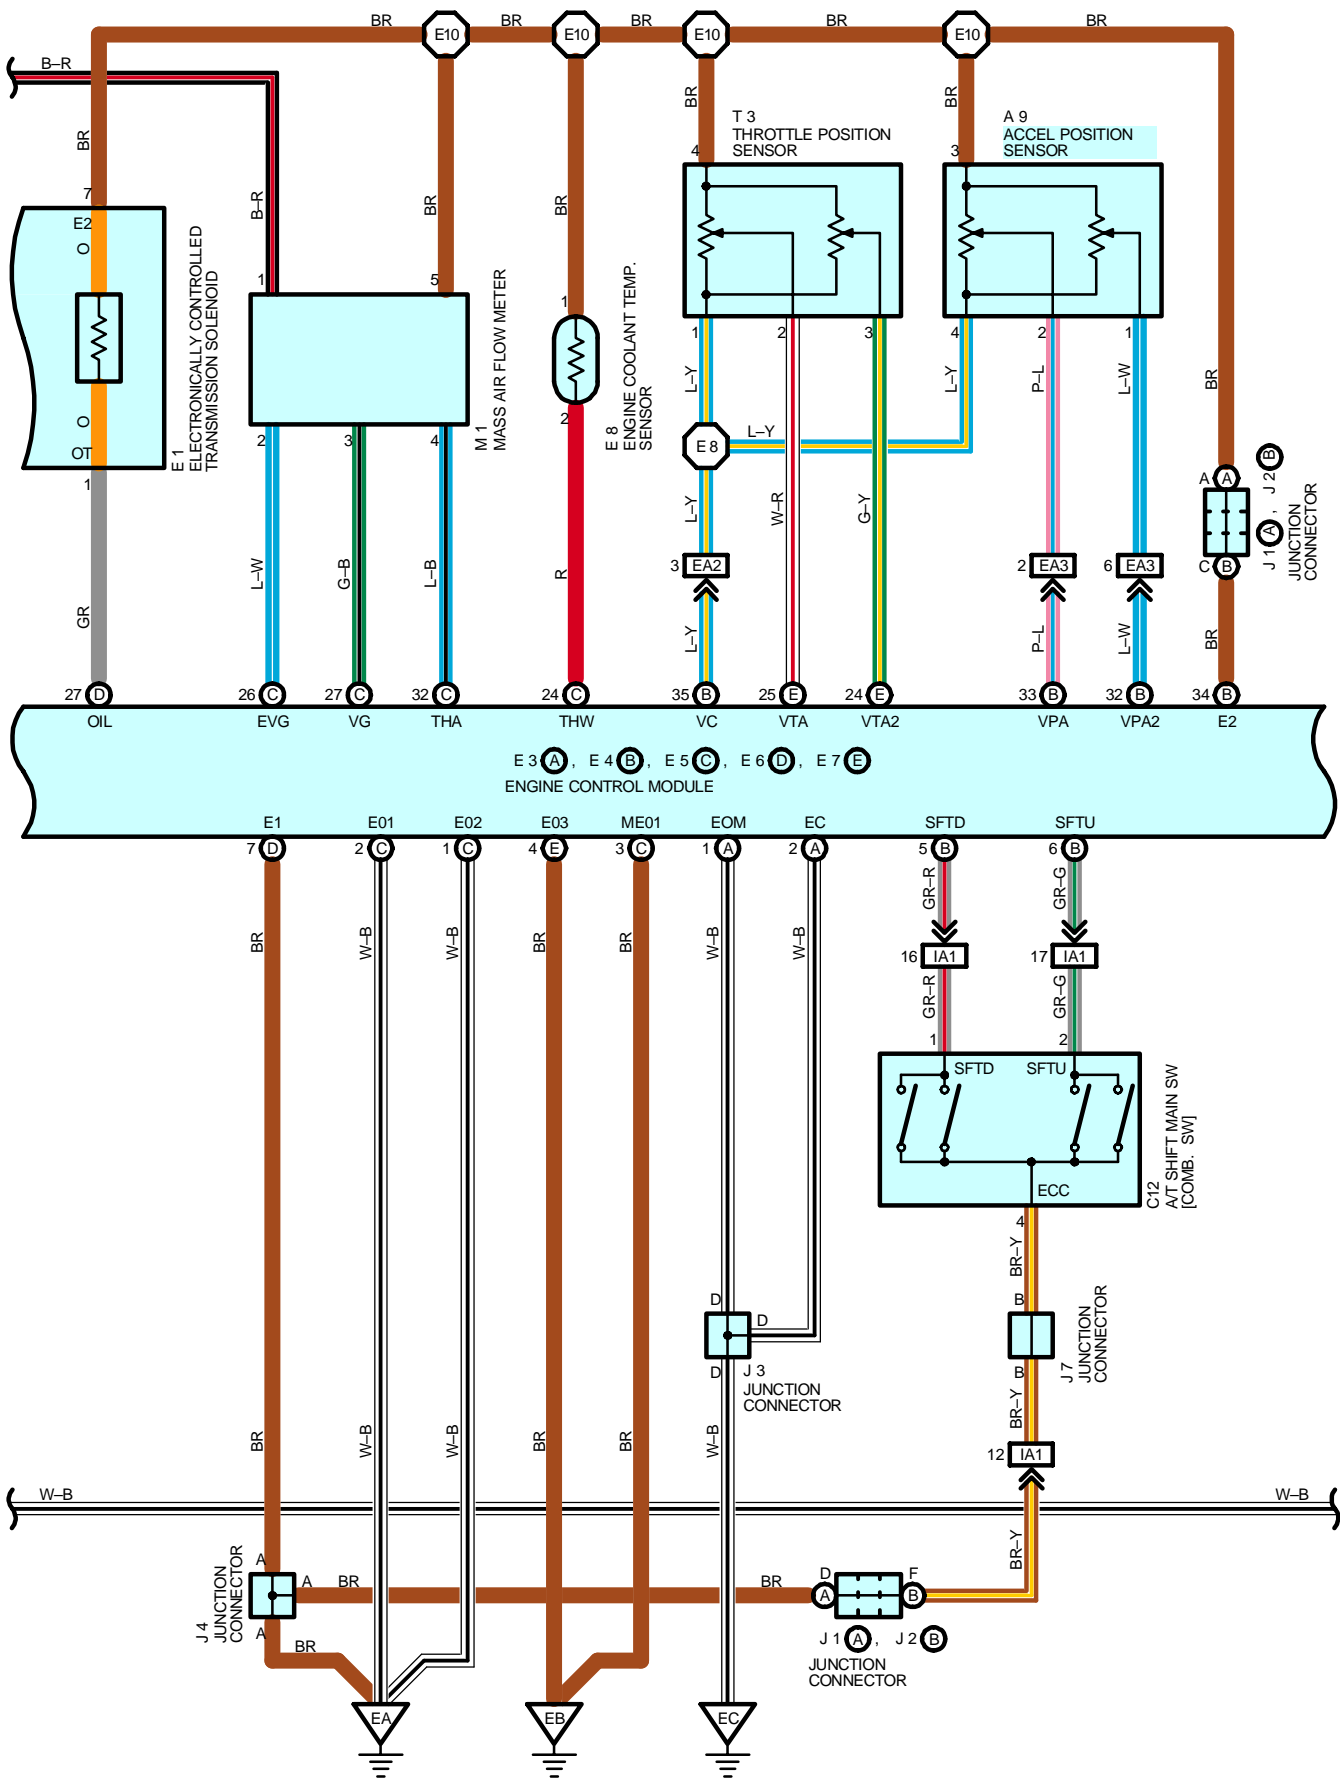 BR BR BR BR BR
E10 E10 E10 E10
B–R
BR B–R BR BR BR BR
T 3
THROTTLE POSITION
SENSOR
A 9
ACCEL POSITION
SENSOR
7 1 5 1 4 3
E2
O
O
OT
E 1
ELECTRONICALLY CONTROLLED
TRANSMISSION SOLENOID
M 1
MASS AIR FLOW METER
E 8
ENGINE COOLANT TEMP.
SENSOR
1 2 3 4 2 1 2 3 4 2 1
L–Y L–Y P–L L–W BR
E 8
L–Y
L–Y W–R G–Y
A A
C B
J 1 A , J 2 B
JUNCTION
CONNECTOR
3 EA2 2 EA3 6 EA3
GR L–W G–B L–B R L–Y P–L L–W BR
27 D 26 C 27 C 32 C 24 C 35 B 25 E 24 E 33 B 32 B 34 B
OIL EVG VG THA THW VC VTA VTA2 VPA VPA2 E2
E 3 A , E 4 B , E 5 C , E 6 D , E 7 E
ENGINE CONTROL MODULE
E1 E01 E02 E03 ME01 EOM EC SFTD SFTU
7 D 2 C 1 C 4 E 3 C 1 A 2 A 5 B 6 B
BR W–B W–B BR BR W–B W–B GR–R GR–G
16 IA1 17 IA1
GR–R GR–G
1 2
SFTD SFTU
ECC
C12
A/T SHIFT MAIN SW
[COMB. SW]
4
BR–Y
D D B
D B
J 3
JUNCTION
CONNECTOR
J 7
JUNCTION
CONNECTOR
BR W–B W–B BR BR W–B BR–Y
12 IA1
W–B W–B
BR–Y
A A BR BR D A F B
A
J 4
JUNCTION
CONNECTOR
BR
J 1 A , J 2 B
JUNCTION
CONNECTOR
EA EB EC